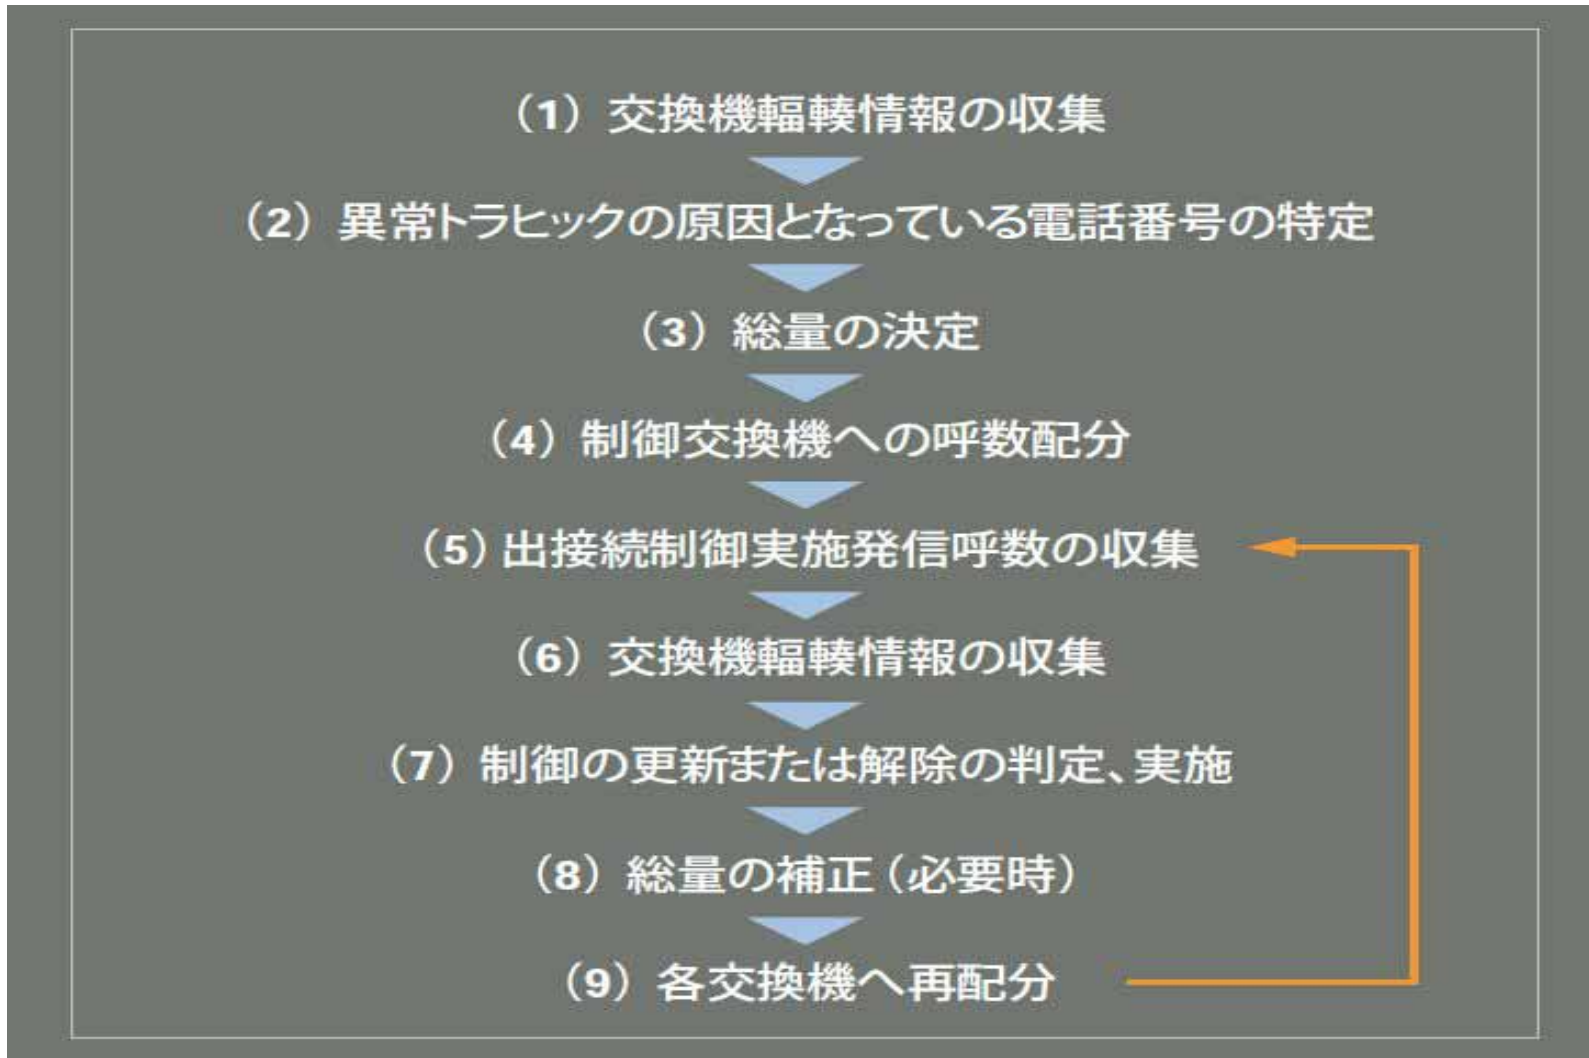 (1) 交換機輻輳情報の収集
(2) 異常トラヒックの原因となっている電話番号の特定
(3) 総量の決定
(4) 制御交換機への呼数配分
(5) 出接続制御実施発信呼数の収集
(6) 交換機輻輳情報の収集
(7) 制御の更新または解除の判定、実施
(8) 総量の補正(必要時)
(9) 各交換機へ再配分